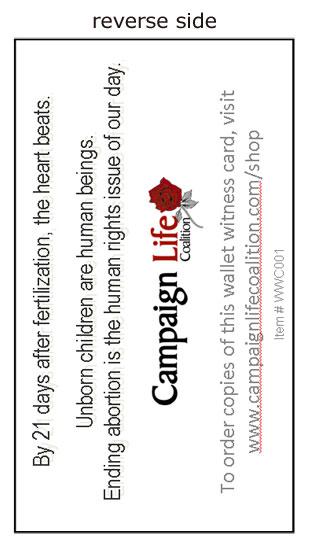 reverse side
By 21 days after fertilization, the heart beats.
Unborn children are human beings.
Ending abortion is the human rights issue of our day.
Campaign Life
Coalition
To order copies of this wallet witness card, visit
www.campaignlifecoalition.com/shop
Item # WWC001